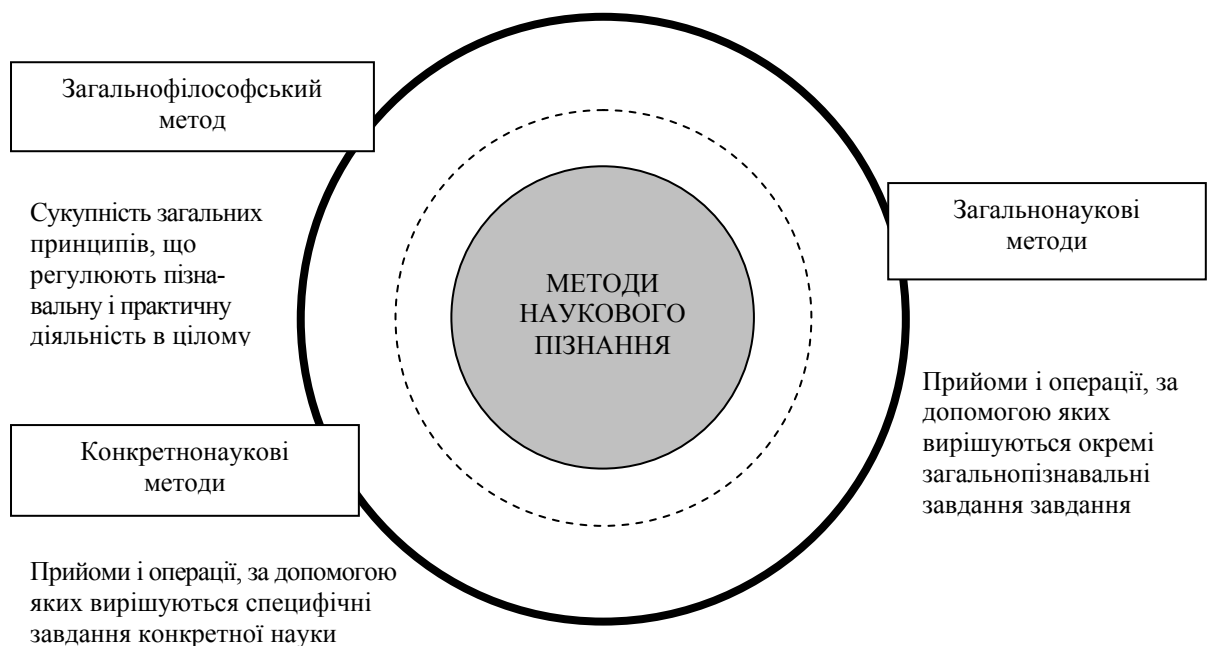 Загальнофілософський
метод
Сукупність загальних
принципів, що
регулюють пізна-
вальну і практичну
діяльність в цілому
Конкретнонаукові
методи
Прийоми і операції, за допомогою
яких вирішуються специфічні
завдання конкретної науки
МЕТОДИ
НАУКОВОГО
ПІЗНАННЯ
Загальнонаукові
методи
Прийоми і операції, за
допомогою яких
вирішуються окремі
загальнопізнавальні
завдання завдання